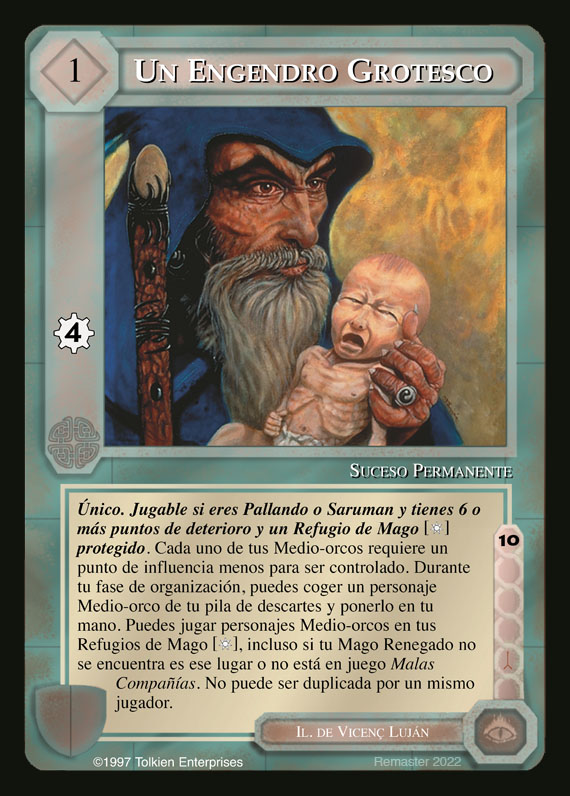 1
Un Engendro Grotesco
4
Suceso Permanente
Único. Jugable si eres Pallando o Saruman y tienes 6 o
más puntos de deterioro y un Refugio de Mago [ ]
protegido. Cada uno de tus Medio-orcos requiere un
punto de influencia menos para ser controlado. Durante
tu fase de organización, puedes coger un personaje
Medio-orco de tu pila de descartes y ponerlo en tu
mano. Puedes jugar personajes Medio-orcos en tus
Refugios de Mago [ ], incluso si tu Mago Renegado no
se encuentra es ese lugar o no está en juego Malas
Compañías. No puede ser duplicada por un mismo
jugador.
10
Il. de Vicenç Luján
©1997 Tolkien Enterprises
Remaster 2022